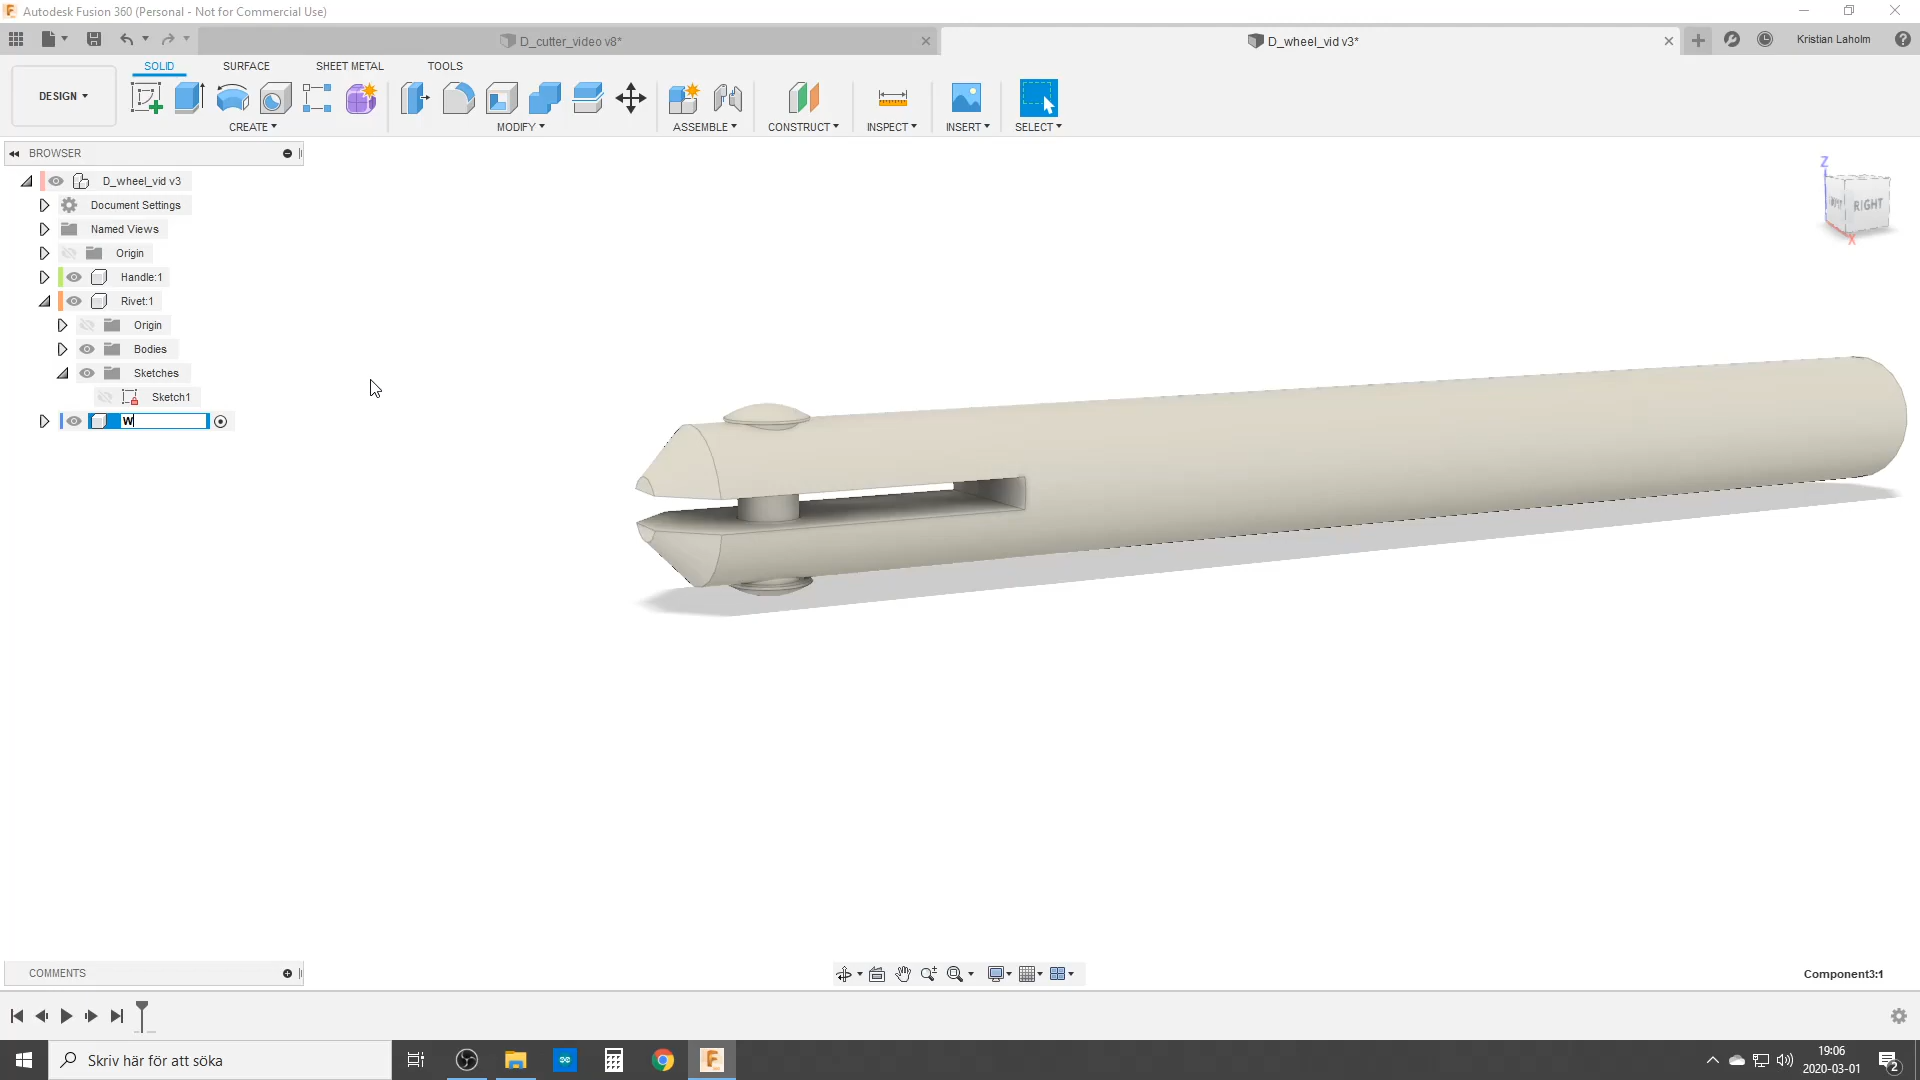 Autodesk Fusion 360 (Personal - Not for Commercial Use)
D_cutter_video v8*
D_wheel_vid v3*
Kristian Laholm
SOLID
SURFACE
SHEET METAL
TOOLS
DESIGN
CREATE
MODIFY
ASSEMBLE
CONSTRUCT
INSPECT
INSERT
SELECT
BROWSER
D_wheel_vid v3
Document Settings
Named Views
Origin
Handle:1
Rivet:1
Origin
Bodies
Sketches
Sketch1
W
Z
RIGHT
X
COMMENTS
Component3:1
Skriv här för att söka
19:06
2020-03-01
2